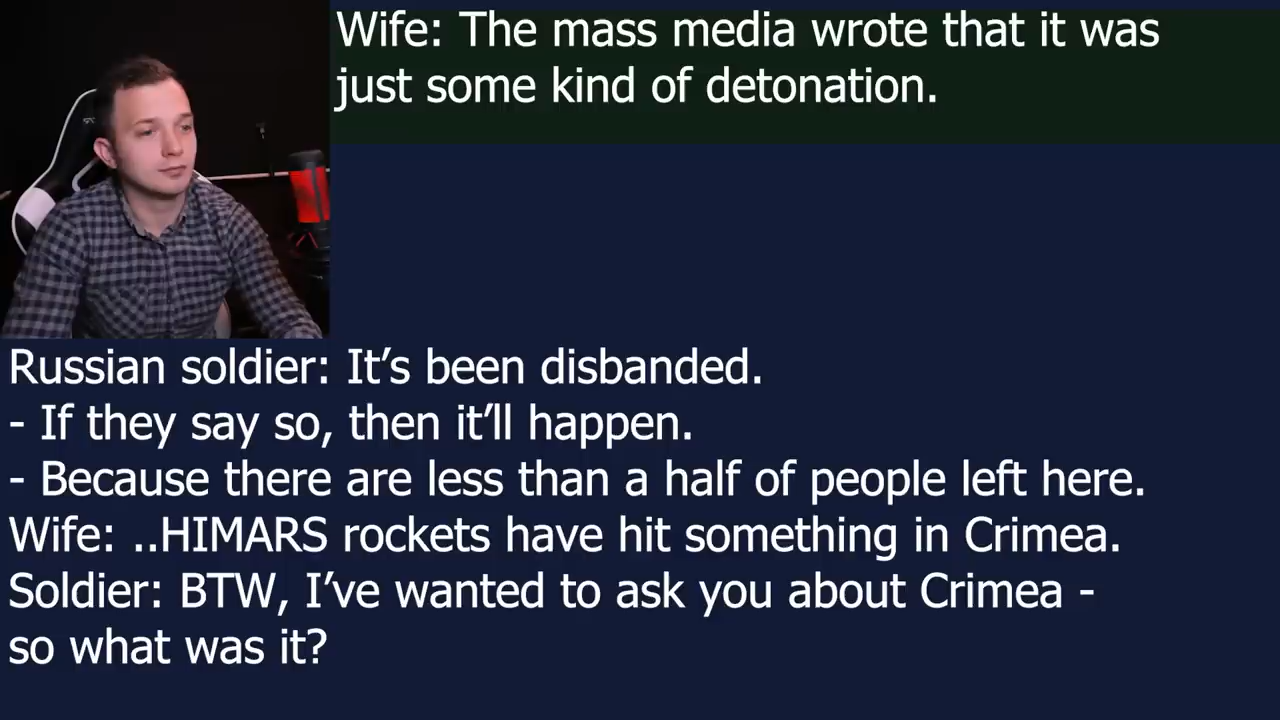 Wife: The mass media wrote that it was
just some kind of detonation.
Russian soldier: It’s been disbanded.
- If they say so, then it’ll happen.
- Because there are less than a half of people left here.
Wife: ..HIMARS rockets have hit something in Crimea.
Soldier: BTW, I’ve wanted to ask you about Crimea -
so what was it?